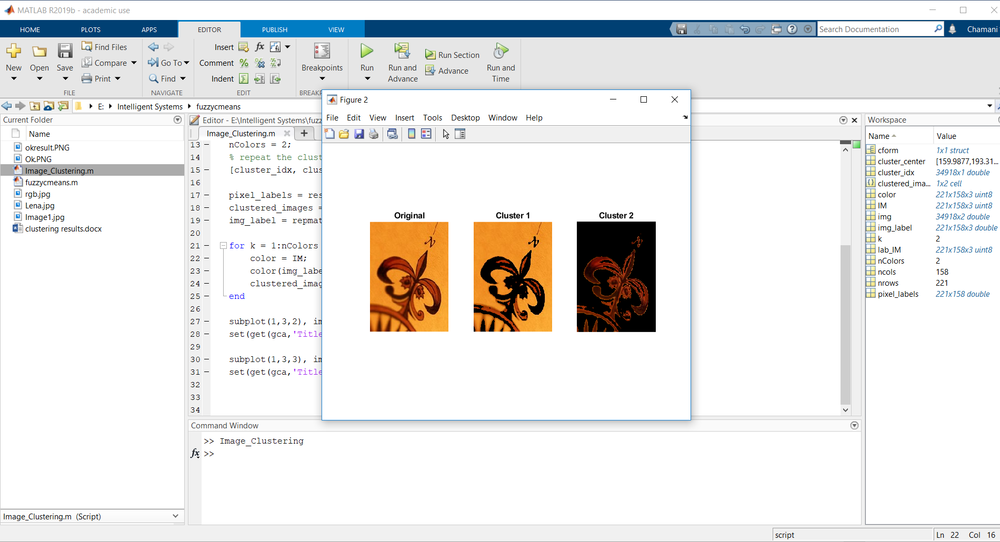 MATLAB R2019b - academic use
HOME PLOTS APPS EDITOR PUBLISH VIEW
Search Documentation
Chamani
New
Open
Save
Find Files
Compare
Print
FILE
Go To
Find
NAVIGATE
Insert
Comment
Indent
EDIT
fx
Breakpoints
Run
Run and Advance
Run Section
Advance
Run and Time
E: Intelligent Systems fuzzycmeans
Current Folder
Name
okresult.PNG
Ok.PNG
Image_Clustering.m
fuzzycmeans.m
rgb.jpg
Lena.jpg
Image1.jpg
clustering results.docx
Image_Clustering.m (Script)
Editor - E:\Intelligent Systems\fuzz
Image_Clustering.m
13 nColors = 2;
14 % repeat the clust
15 [cluster_idx, clus
16
17 pixel_labels = res
18 clustered_images =
19 img_label = repmat
20
21 for k = 1:nColors
22 color = IM;
23 color(img_labe
24 clustered_imag
25 end
26
27 subplot(1,3,2), im
28 set(get(gca,'Title
29
30 subplot(1,3,3), im
31 set(get(gca,'Title
32
33
34
Figure 2
File Edit View Insert Tools Desktop Window Help
Original
Cluster 1
Cluster 2
Command Window
>> Image_Clustering
fx >>
Workspace
Name Value
cform 1x1 struct
cluster_center [159.9877,193.31...
cluster_idx 34918x1 double
clustered_ima... 1x2 cell
color 221x158x3 uint8
IM 221x158x3 uint8
img 34918x2 double
img_label 221x158x3 double
k 2
lab_IM 221x158x3 uint8
nColors 2
ncols 158
nrows 221
pixel_labels 221x158 double
script
Ln 22 Col 16